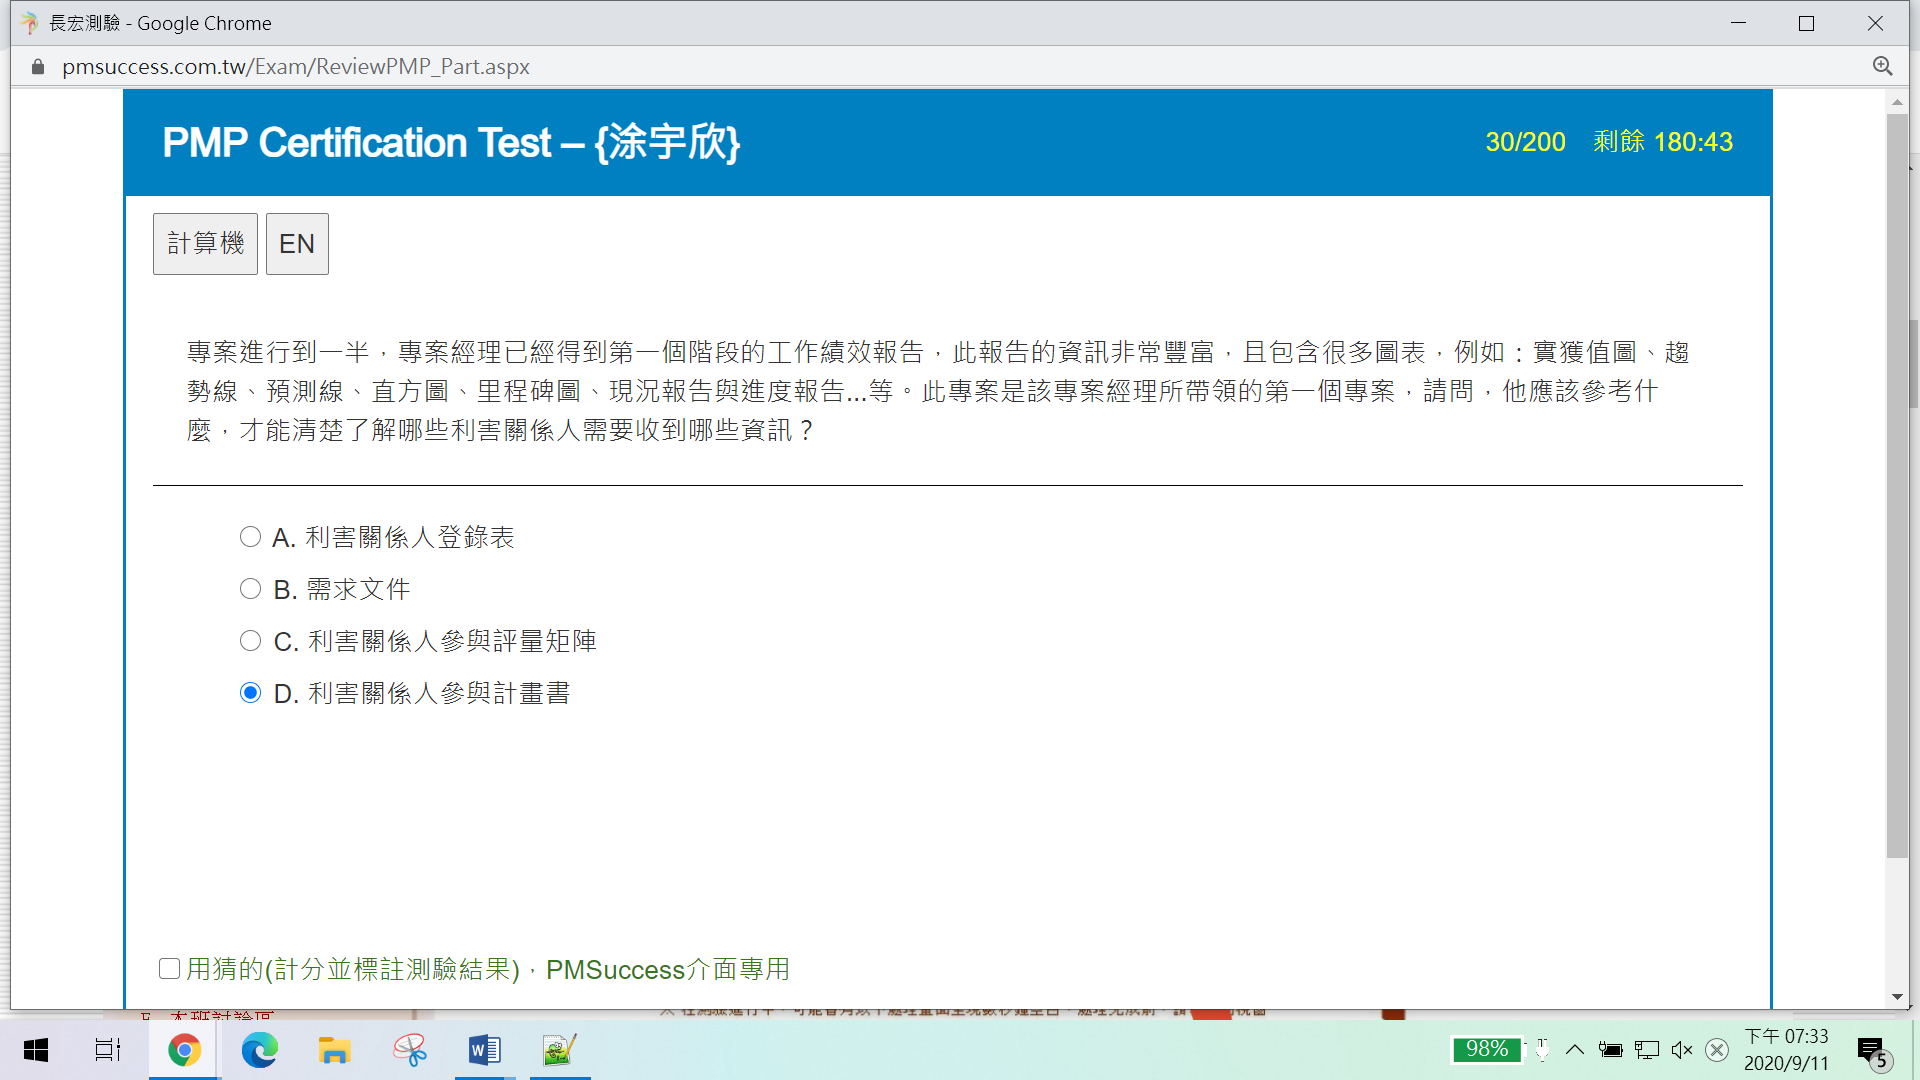 長宏測驗 - Google Chrome
pmsuccess.com.tw/Exam/ReviewPMP_Part.aspx
PMP Certification Test – {涂宇欣}
30/200 剩餘 180:43
計算機 EN
專案進行到一半，專案經理已經得到第一個階段的工作績效報告，此報告的資訊非常豐富，且包含很多圖表，例如：實獲值圖、趨
勢線、預測線、直方圖、里程碑圖、現況報告與進度報告...等。此專案是該專案經理所帶領的第一個專案，請問，他應該參考什
麼，才能清楚了解哪些利害關係人需要收到哪些資訊？
A. 利害關係人登錄表
B. 需求文件
C. 利害關係人參與評量矩陣
D. 利害關係人參與計畫書
用猜的(計分並標註測驗結果)，PMSuccess介面專用
98%
下午 07:33
2020/9/11
5